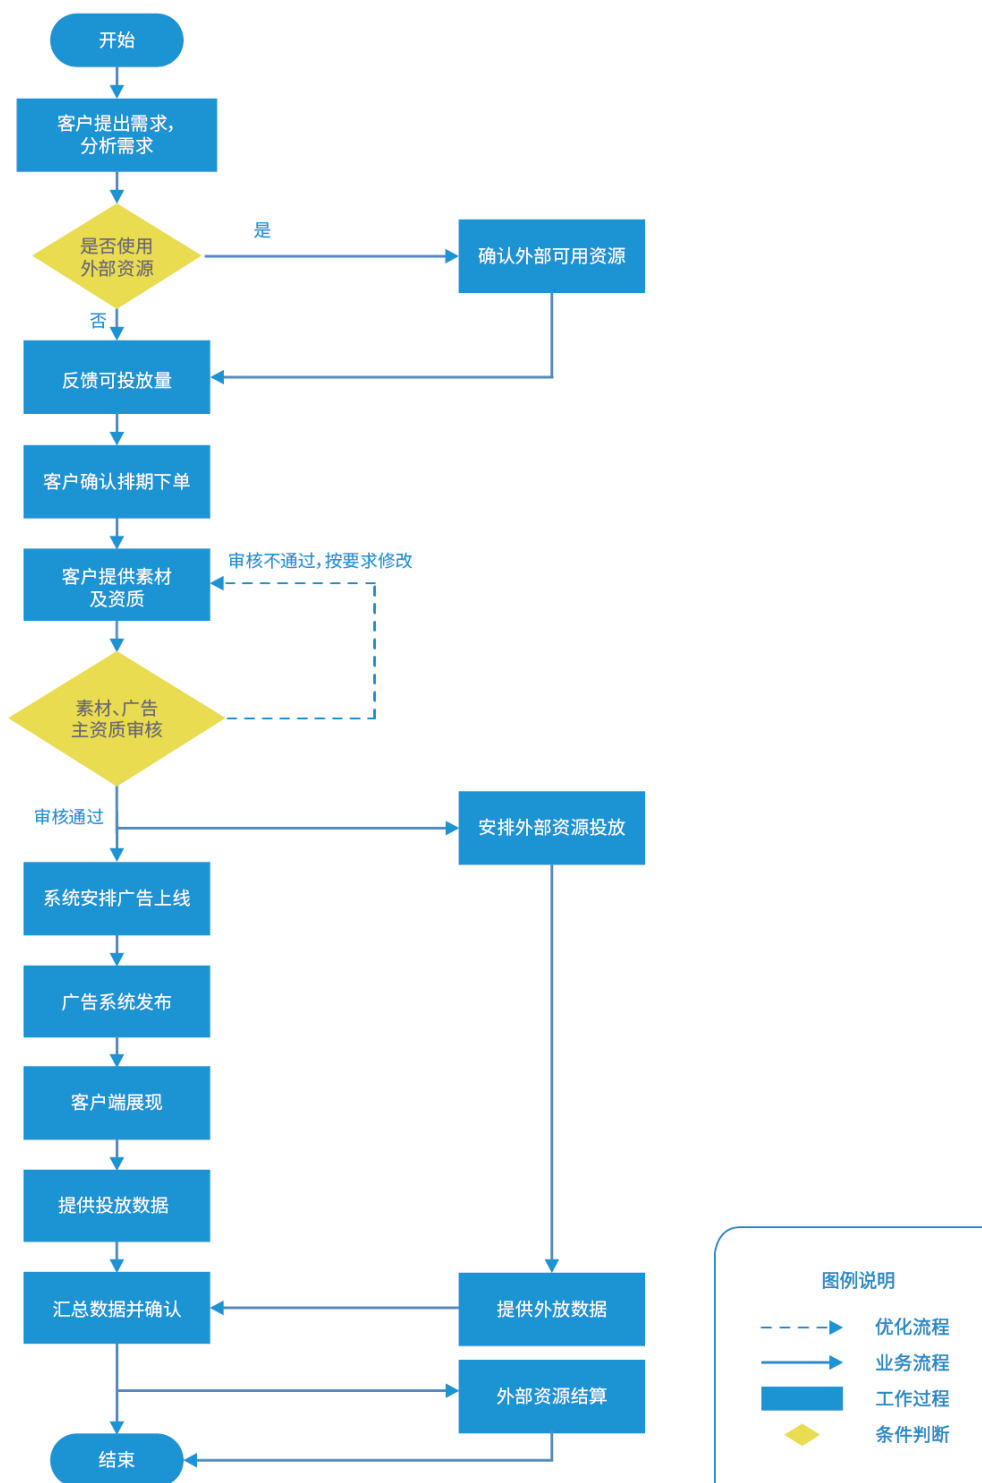 开始
客户提出需求,
分析需求
是否使用
外部资源
是
确认外部可用资源
否
反馈可投放量
客户确认排期下单
审核不通过,按要求修改
客户提供素材
及资质
素材、广告
主资质审核
审核通过
安排外部资源投放
系统安排广告上线
广告系统发布
客户端展现
提供投放数据
汇总数据并确认
提供外放数据
外部资源结算
结束
图例说明
优化流程
业务流程
工作过程
条件判断